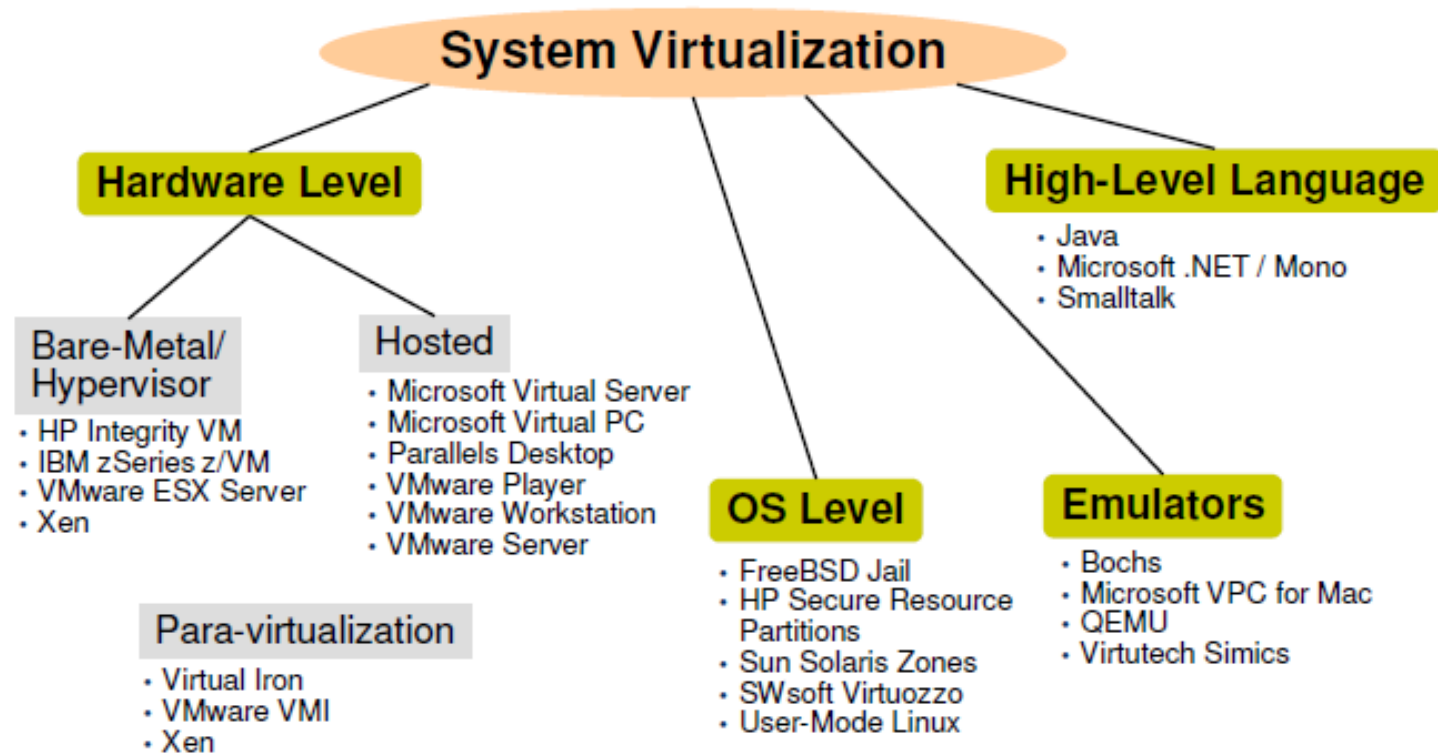 System Virtualization
Hardware Level
Bare-Metal/
Hypervisor
• HP Integrity VM
• IBM zSeries z/VM
• VMware ESX Server
• Xen
Hosted
• Microsoft Virtual Server
• Microsoft Virtual PC
• Parallels Desktop
• VMware Player
• VMware Workstation
• VMware Server
Para-virtualization
• Virtual Iron
• VMware VMI
• Xen
OS Level
• FreeBSD Jail
• HP Secure Resource
Partitions
• Sun Solaris Zones
• SWsoft Virtuozzo
• User-Mode Linux
Emulators
• Bochs
• Microsoft VPC for Mac
• QEMU
• Virtutech Simics
High-Level Language
• Java
• Microsoft .NET / Mono
• Smalltalk